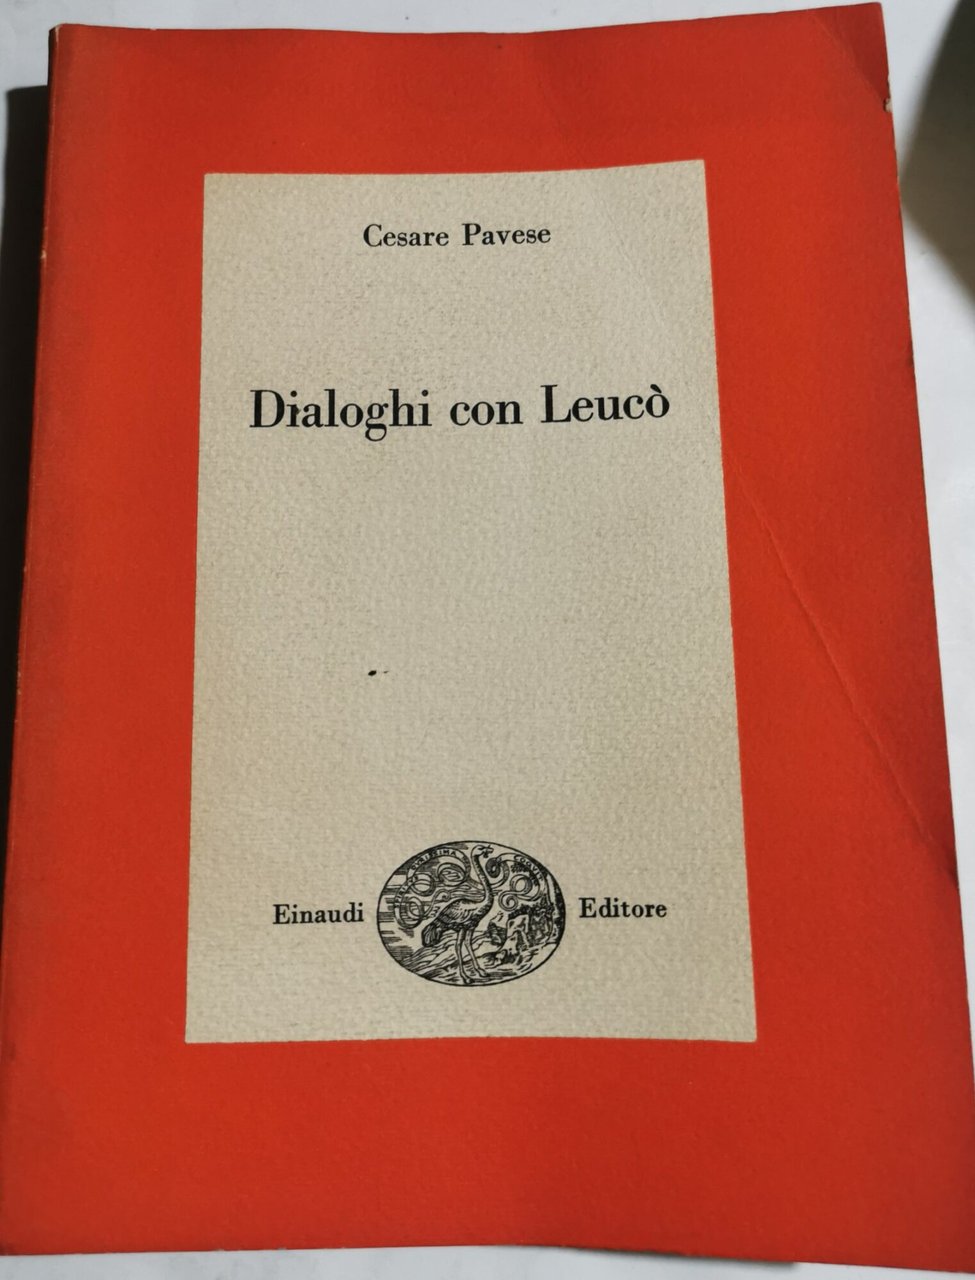 Cesare Pavese
Dialoghi con Leucò
Einaudi Editore